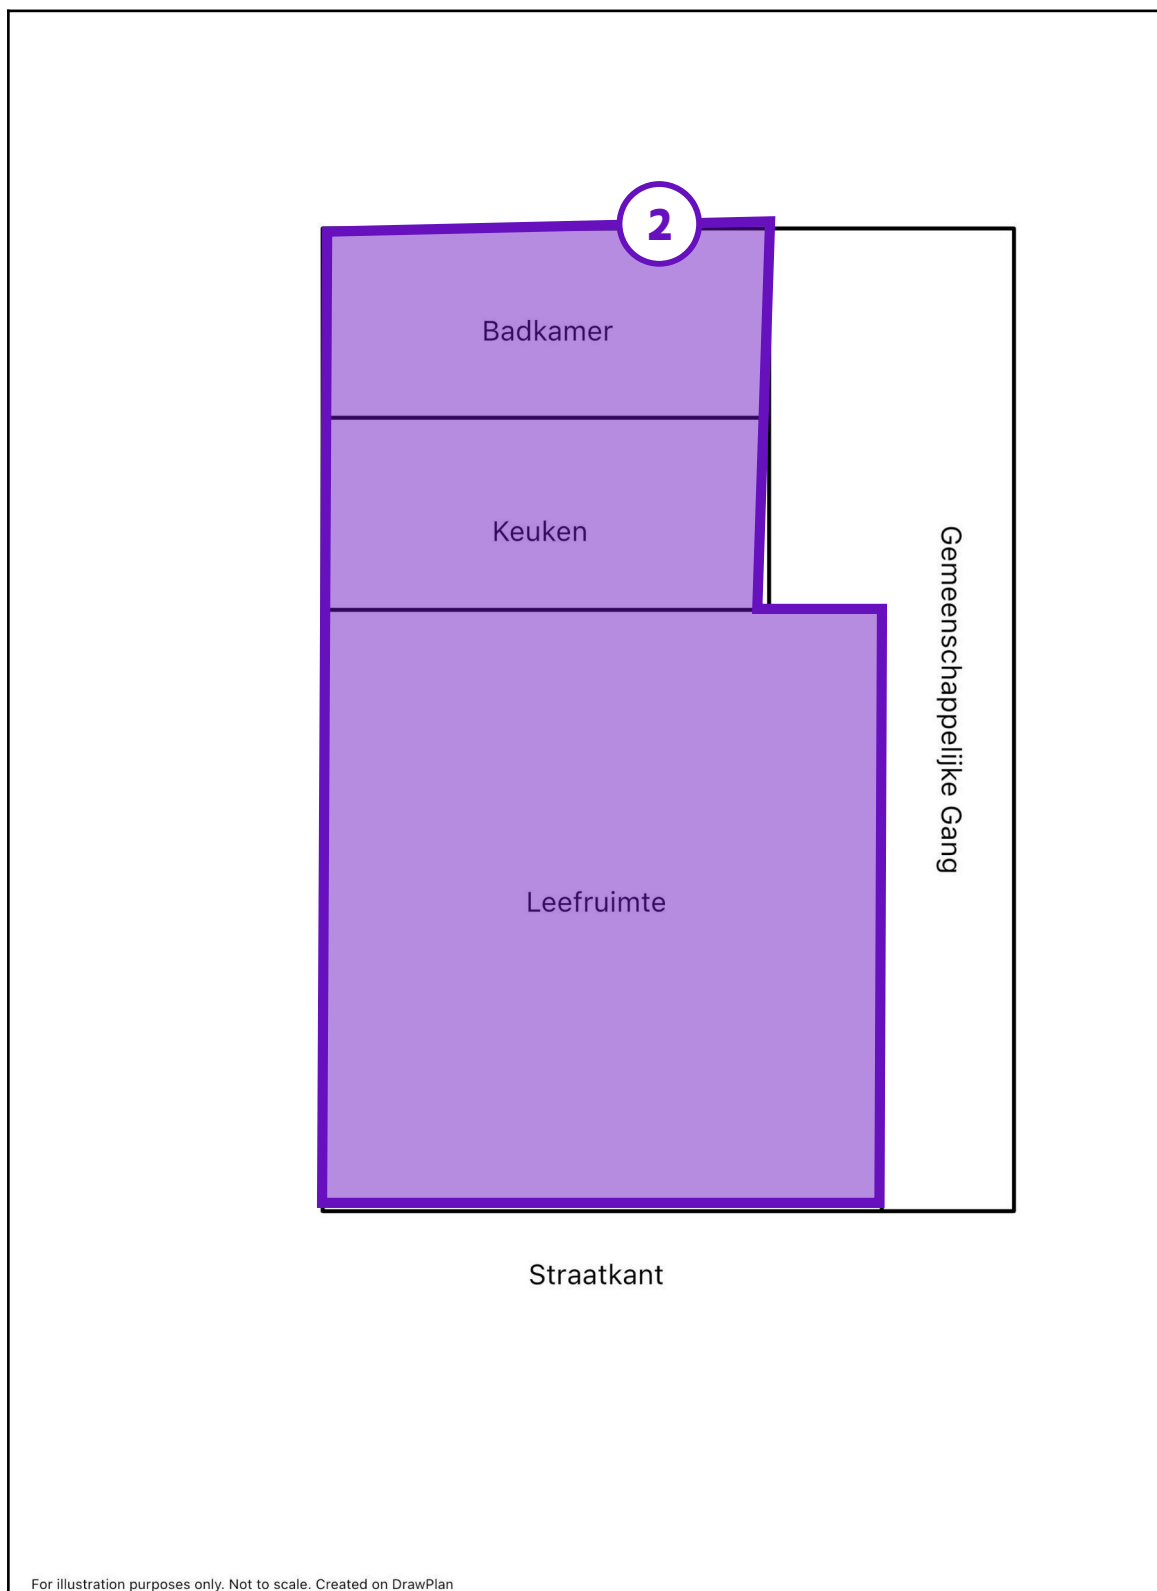 2
Badkamer
Keuken
Gemeenschappelijke Gang
Leefruimte
Straatkant
For illustration purposes only. Not to scale. Created on DrawPlan